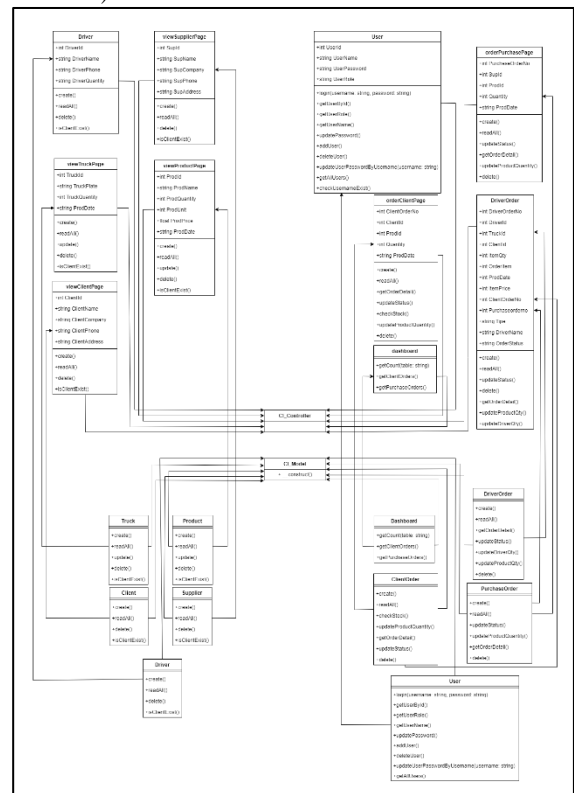 Driver
+int DriverId
+string DriverName
+string DriverPhone
+string DriverQuantity
+create()
+readAll()
+delete()
+isClientExist()
viewSupplierPage
+int SupId
+string SupName
+string SupCompany
+string SupPhone
+string SupAddress
+create()
+readAll()
+delete()
+isClientExist()
User
+int UserId
+string UserName
+string UserPassword
+string UserRole
+login(username: string, password: string)
+getUserById()
+getUserRole()
+getUserName()
+updatePassword()
+addUser()
+deleteUser()
+updateUserPasswordByUsername(username: string)
+getAllUsers()
+checkUsernameExist()
orderPurchasePage
+int PurchaseOrderNo
+int SupId
+int ProdId
+int Quantity
+string ProdDate
+create()
+readAll()
+updateStatus()
+getOrderDetail()
+updateProductQuantity()
+delete()
viewTruckPage
+int TruckId
+string TruckPlate
+int TruckQuantity
+string ProdDate
+create()
+readAll()
+update()
+delete()
+isClientExist()
viewProductPage
+int ProdId
+string ProdName
+int ProdQuantity
+int ProdUnit
+float ProdPrice
+string ProdDate
+create()
+readAll()
+update()
+delete()
+isClientExist()
orderClientPage
+int ClientOrderNo
+int ClientId
+int ProdId
+int Quantity
+string ProdDate
+create()
+readAll()
+getOrderDetail()
+updateStatus()
+checkStock()
+updateProductQuantity()
+delete()
DriverOrder
+int DriverOrderNo
+int DriverId
+int TruckId
+int ClientId
+int ItemQty
+int OrderItem
+int ProdDate
+int ItemPrice
+int ClientOrderNo
+int Purchaseorderno
+string Tipe
+string DriverName
+string OrderStatus
+create()
+readAll()
+updateStatus()
+delete()
+getOrderDetail()
+updateProductQty()
+updateDriverQty()
viewClientPage
+int ClientId
+string ClientName
+string ClientCompany
+string ClientPhone
+string ClientAddress
+create()
+readAll()
+delete()
+isClientExist()
dashboard
+getCount(table: string)
+getClientOrders()
+getPurchaseOrders()
CI_Controller
CI_Model
+ construct()
Truck
+create()
+readAll()
+update()
+delete()
+isClientExist()
Product
+create()
+readAll()
+update()
+delete()
+isClientExist()
Dashboard
+getCount(table: string)
+getClientOrders()
+getPurchaseOrders()
DriverOrder
+create()
+readAll()
+getOrderDetail()
+updateStatus()
+updateDriverQty()
+updateProductQty()
+delete()
Client
+create()
+readAll()
+delete()
+isClientExist()
Supplier
+create()
+readAll()
+delete()
+isClientExist()
ClientOrder
+create()
+readAll()
+checkStock()
+updateProductQuantity()
+getOrderDetail()
+updateStatus()
+delete()
PurchaseOrder
+create()
+readAll()
+updateStatus()
+updateProductQuantity()
+getOrderDetail()
+delete()
Driver
+create()
+readAll()
+delete()
+isClientExist()
User
+login(username: string, password: string)
+getUserById()
+getUserRole()
+getUserName()
+updatePassword()
+addUser()
+deleteUser()
+updateUserPasswordByUsername(username: string)
+getAllUsers()